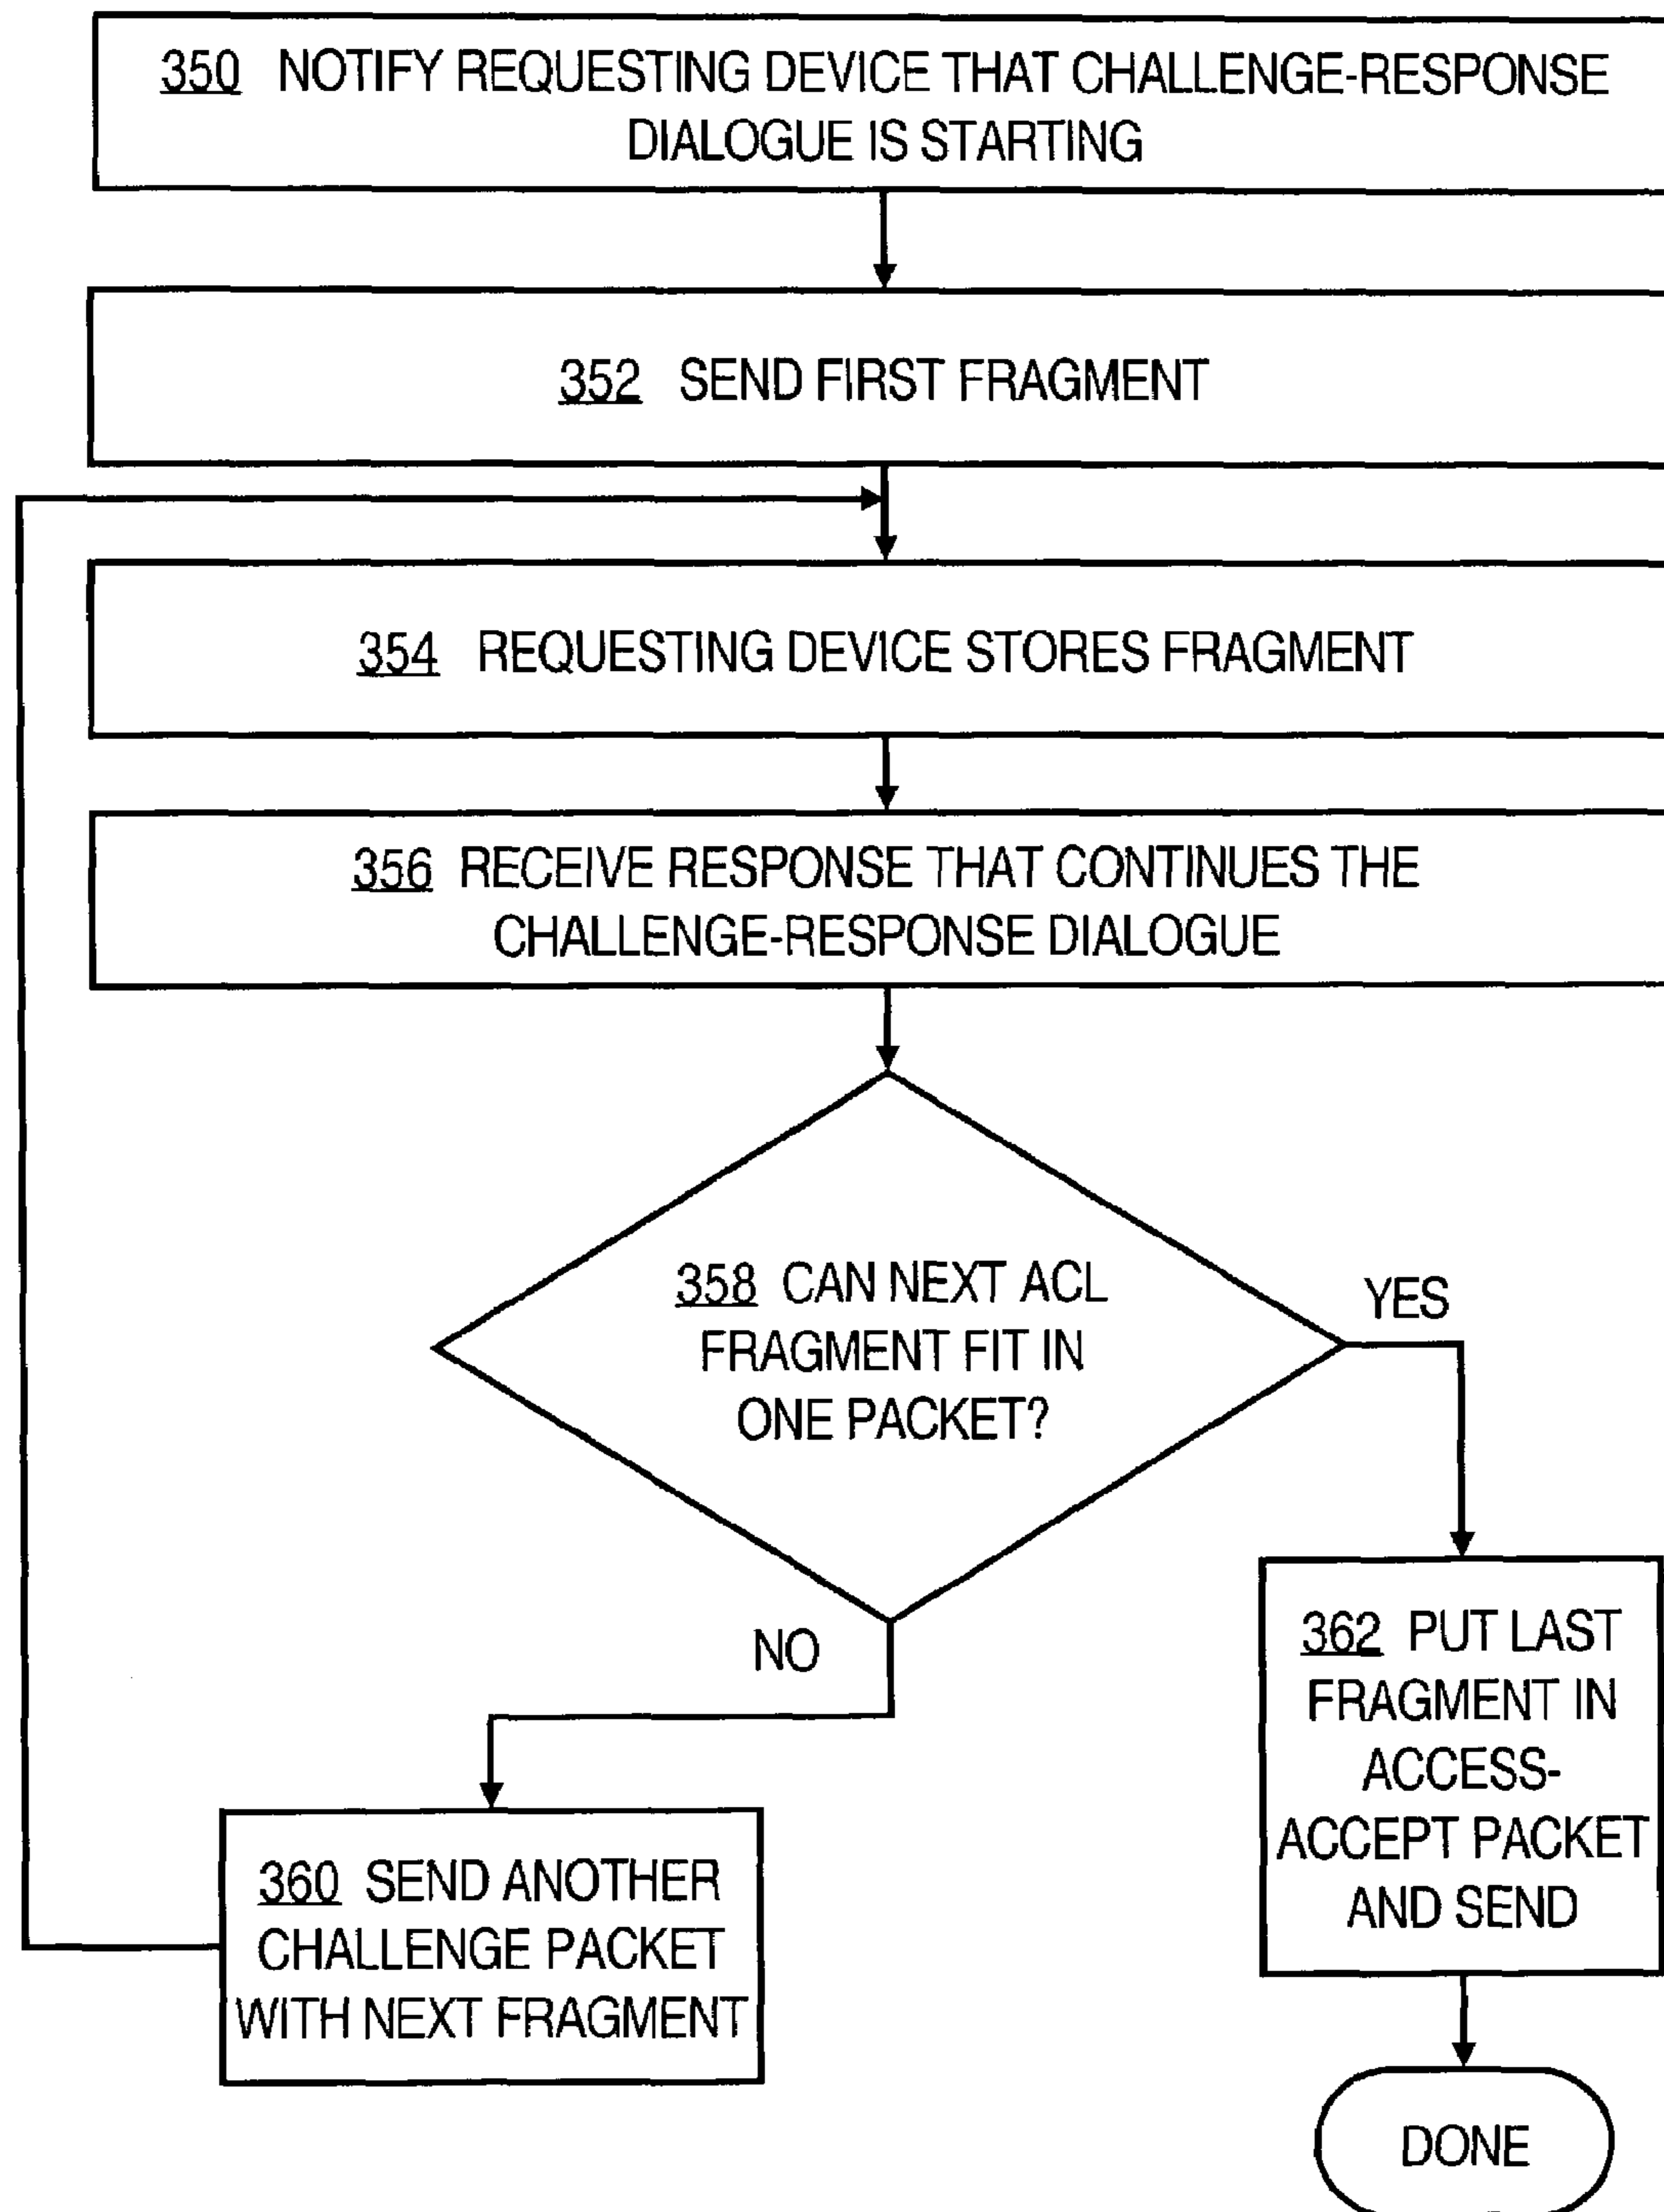 350 NOTIFY REQUESTING DEVICE THAT CHALLENGE-RESPONSE
DIALOGUE IS STARTING
352 SEND FIRST FRAGMENT
354 REQUESTING DEVICE STORES FRAGMENT
356 RECEIVE RESPONSE THAT CONTINUES THE
CHALLENGE-RESPONSE DIALOGUE
358 CAN NEXT ACL
FRAGMENT FIT IN
ONE PACKET?
YES
NO
362 PUT LAST
FRAGMENT IN
ACCESS-
ACCEPT PACKET
AND SEND
360 SEND ANOTHER
CHALLENGE PACKET
WITH NEXT FRAGMENT
DONE